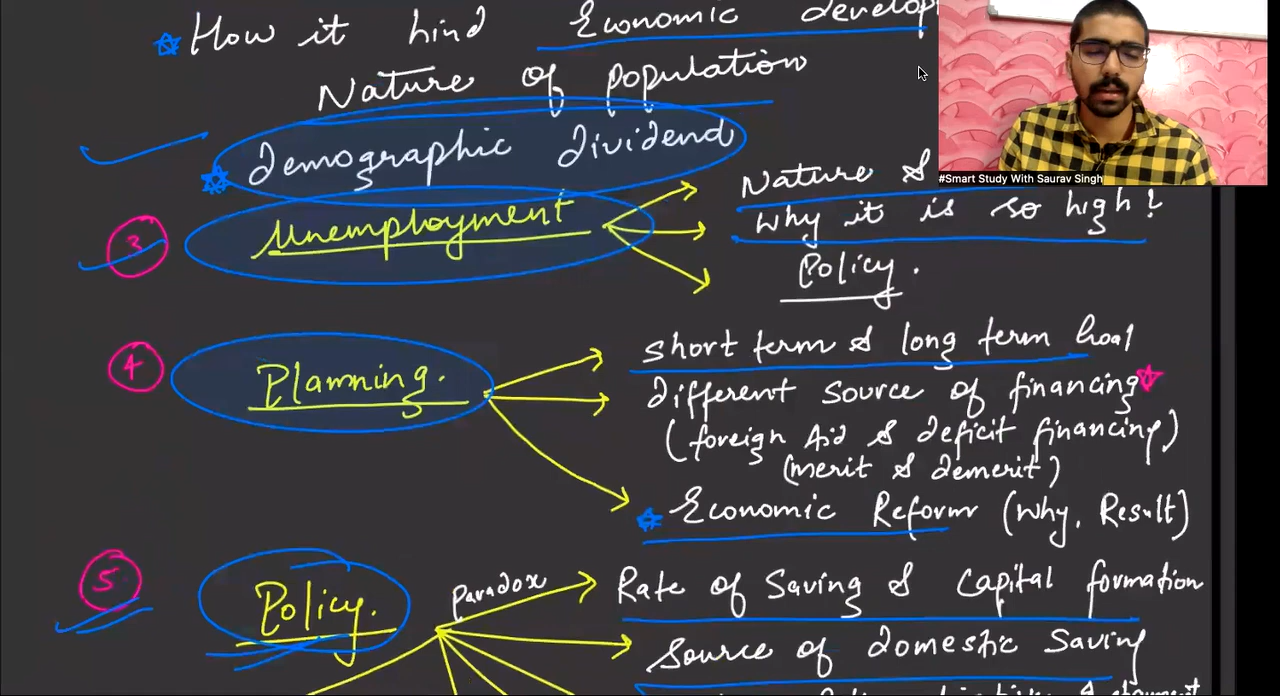 * How it hind Economic develop
Nature of population
* demographic dividend
#Smart Study With Saurav Singh
Nature &
3 Unemployment
Why it is so high?
Policy.
4 Planning.
short term & long term Goal
different source of financing
(foreign Aid & deficit financing)
(merit & demerit)
* Economic Reform (Why, Result)
5 Policy.
Paradox
Rate of Saving & Capital formation
Source of domestic Saving